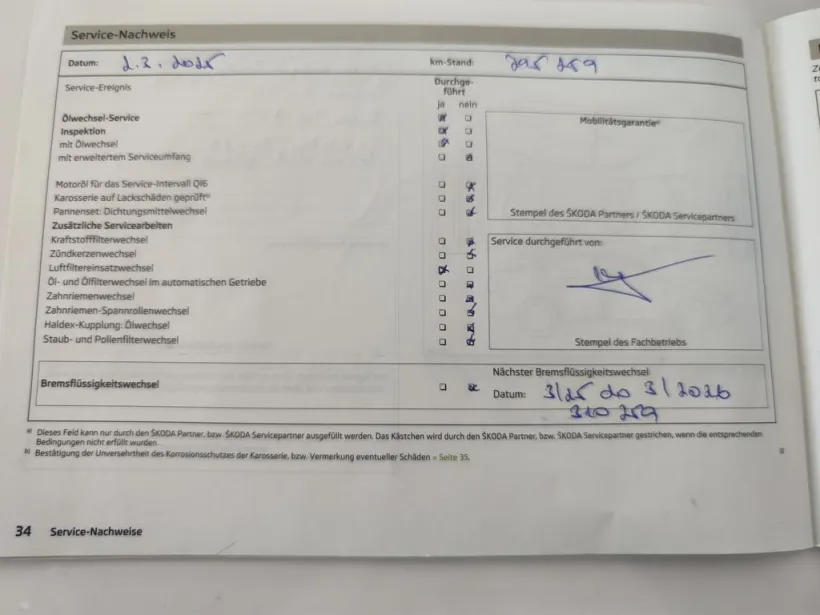 Service-Nachweis
Datum: 2.3.2025 km-Stand: 295 259
Service-Ereignis Durchge-
führt
ja nein
Ölwechsel-Service
Inspektion
mit Ölwechsel
mit erweitertem Serviceumfang
Mobilitätsgarantie a)
Motoröl für das Service-Intervall QI6
Karosserie auf Lackschäden geprüft b)
Pannenset: Dichtungsmittelwechsel
Stempel des ŠKODA Partners / ŠKODA Servicepartners
Zusätzliche Servicearbeiten
Kraftstofffilterwechsel
Zündkerzenwechsel
Luftfiltereinsatzwechsel
Öl- und Ölfilterwechsel im automatischen Getriebe
Zahnriemenwechsel
Zahnriemen-Spannrollenwechsel
Haldex-Kupplung: Ölwechsel
Staub- und Pollenfilterwechsel
Service durchgeführt von:
Stempel des Fachbetriebs
Bremsflüssigkeitswechsel
Nächster Bremsflüssigkeitswechsel
Datum: 3/25 do 3/2026
310 259
a) Dieses Feld kann nur durch den ŠKODA Partner, bzw. ŠKODA Servicepartner ausgefüllt werden. Das Kästchen wird durch den ŠKODA Partner, bzw. ŠKODA Servicepartner gestrichen, wenn die entsprechenden
Bedingungen nicht erfüllt wurden.
b) Bestätigung der Unversehrtheit des Korrosionsschutzes der Karosserie, bzw. Vermerkung eventueller Schäden » Seite 35.
34 Service-Nachweise